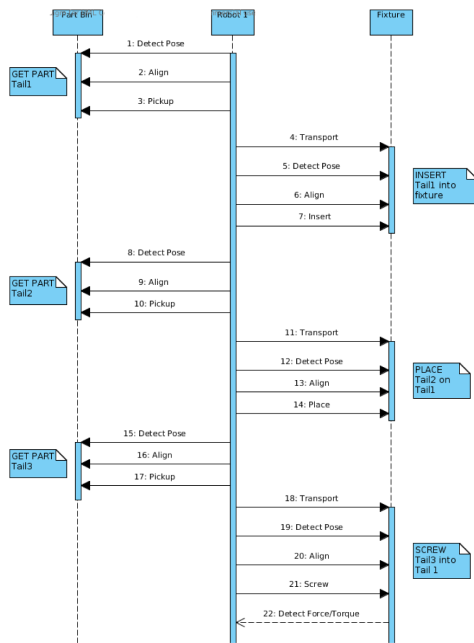 Part Bin
Robot 1
Fixture
1: Detect Pose
GET PART
Tail1
2: Align
3: Pickup
4: Transport
5: Detect Pose
INSERT
Tail1 into
fixture
6: Align
7: Insert
8: Detect Pose
GET PART
Tail2
9: Align
10: Pickup
11: Transport
12: Detect Pose
PLACE
Tail2 on
Tail1
13: Align
14: Place
15: Detect Pose
GET PART
Tail3
16: Align
17: Pickup
18: Transport
19: Detect Pose
20: Align
SCREW
Tail3 into
Tail 1
21: Screw
22: Detect Force/Torque